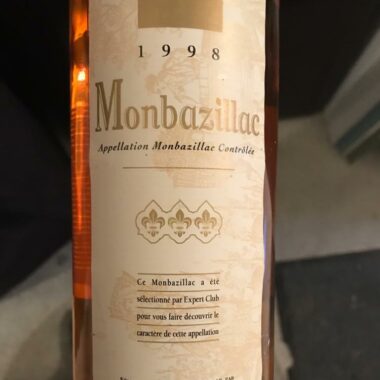 1998
Monbazillac
Appellation Monbazillac Contrôlée
Ce Monbazillac a été
sélectionné par Expert Club
pour vous faire découvrir le
caractère de cette appellation